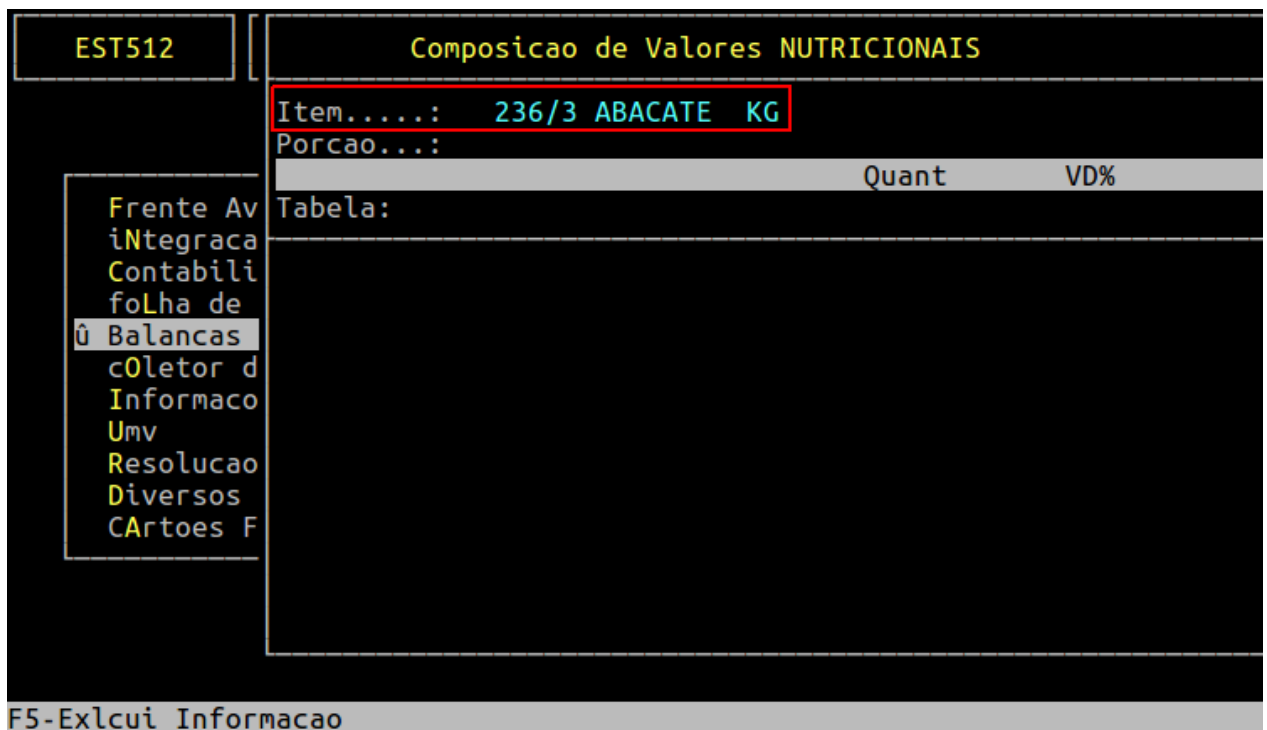 EST512
Composicao de Valores NUTRICIONAIS
Item.....: 236/3 ABACATE KG
Porcao...:
Quant VD%
Tabela:
Frente Av
iNtegraca
Contabili
foLha de
û Balancas
cOletor d
Informaco
Umv
Resolucao
Diversos
CArtoes F
F5-Exlcui Informacao